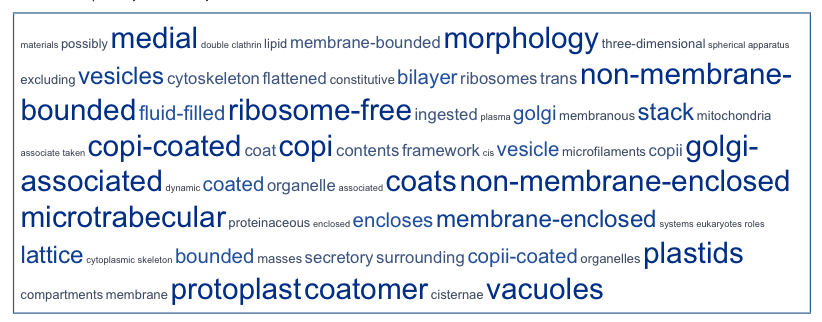 materials possibly medial double clathrin lipid membrane-bounded morphology three-dimensional spherical apparatus
excluding vesicles cytoskeleton flattened constitutive bilayer ribosomes trans non-membrane-
bounded fluid-filled ribosome-free ingested plasma golgi membranous stack mitochondria
associate taken copi-coated coat copi contents framework cis vesicle microfilaments copii golgi-
associated dynamic coated organelle associated coats non-membrane-enclosed
microtrabecular proteinaceous enclosed encloses membrane-enclosed systems eukaryotes roles
lattice cytoplasmic skeleton bounded masses secretory surrounding copii-coated organelles plastids
compartments membrane protoplast coatomer cisternae vacuoles